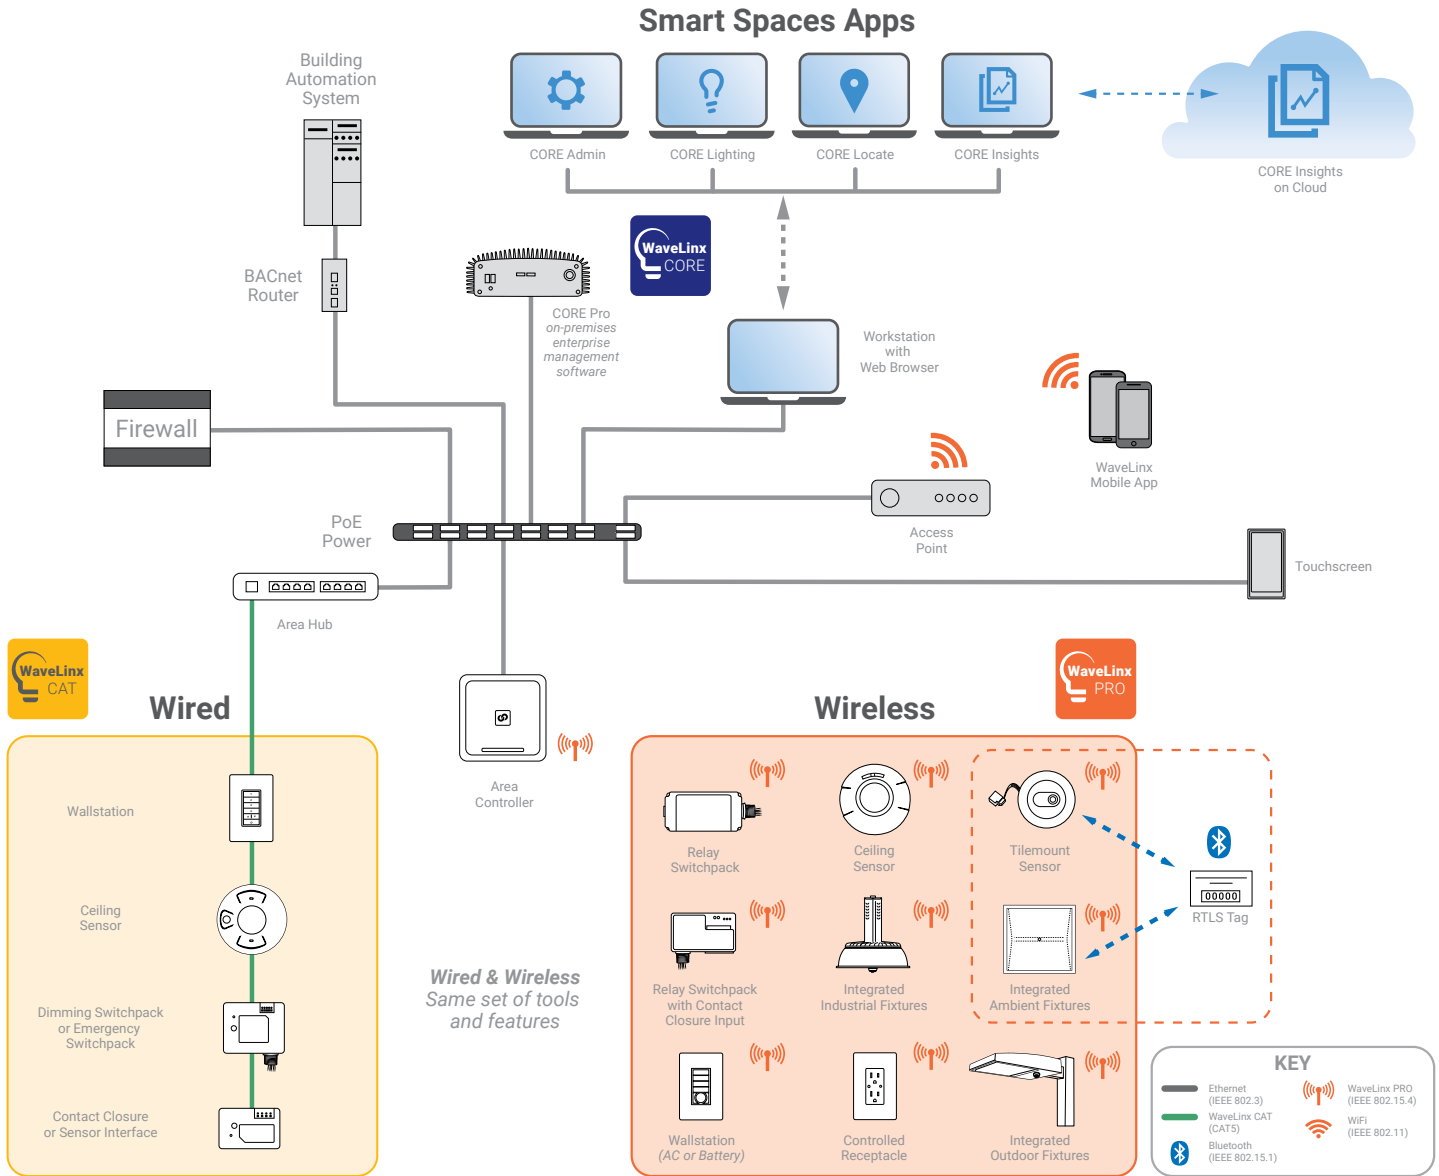 Smart Spaces Apps
Building
Automation
System
CORE Admin
CORE Lighting
CORE Locate
CORE Insights
CORE Insights
on Cloud
WaveLinx
CORE
BACnet
Router
CORE Pro
on-premises
enterprise
management
software
Workstation
with
Web Browser
Firewall
WaveLinx
Mobile App
PoE
Power
Access
Point
Touchscreen
Area Hub
WaveLinx
CAT
Wired
Area
Controller
Wireless
WaveLinx
PRO
Wallstation
Ceiling
Sensor
Dimming Switchpack
or Emergency
Switchpack
Contact Closure
or Sensor Interface
Wired & Wireless
Same set of tools
and features
Relay
Switchpack
Ceiling
Sensor
Tilemount
Sensor
00000
RTLS Tag
Relay Switchpack
with Contact
Closure Input
Integrated
Industrial Fixtures
Integrated
Ambient Fixtures
Wallstation
(AC or Battery)
Controlled
Receptacle
Integrated
Outdoor Fixtures
KEY
Ethernet
(IEEE 802.3)
WaveLinx CAT
(CAT5)
Bluetooth
(IEEE 802.15.1)
WaveLinx PRO
(IEEE 802.15.4)
WiFi
(IEEE 802.11)